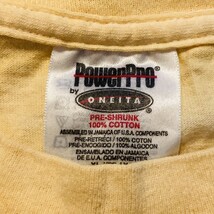 PowerPro
by ONEITA
PRE-SHRUNK
100% COTTON
ASSEMBLED IN JAMAICA OF U.S.A. COMPONENTS
PRE-RETRECI / 100% COTON
PRE-ENCOGIDO / 100% ALGODON
ENSAMBLADO EN JAMAICA
DE E.U.A. COMPONENTES